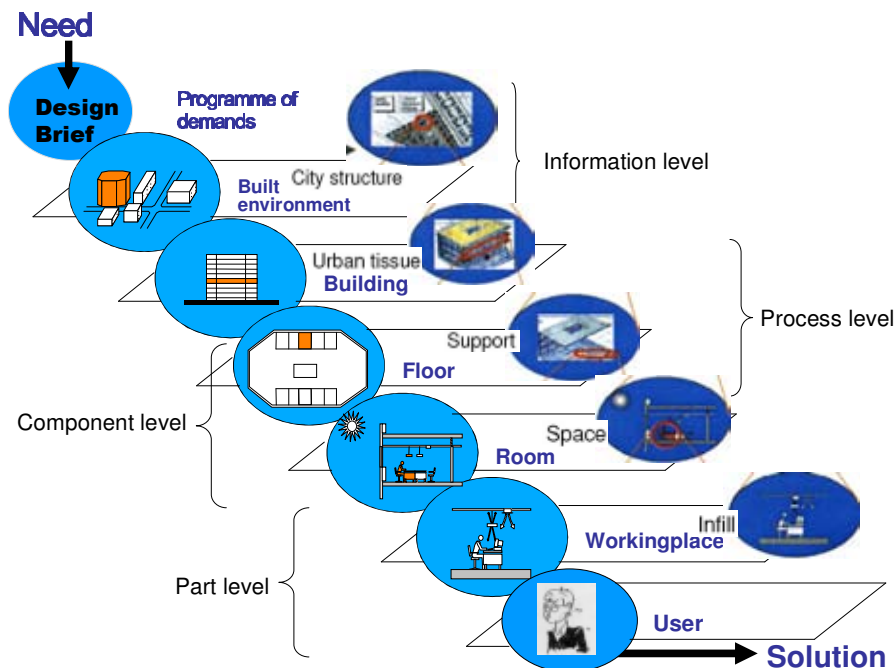 Need
Design
Brief
Programme of
demands
City structure
Information level
Built
environment
Urban tissue
Building
Process level
Support
Floor
Component level
Space
Room
Infill
Workingplace
Part level
User
Solution